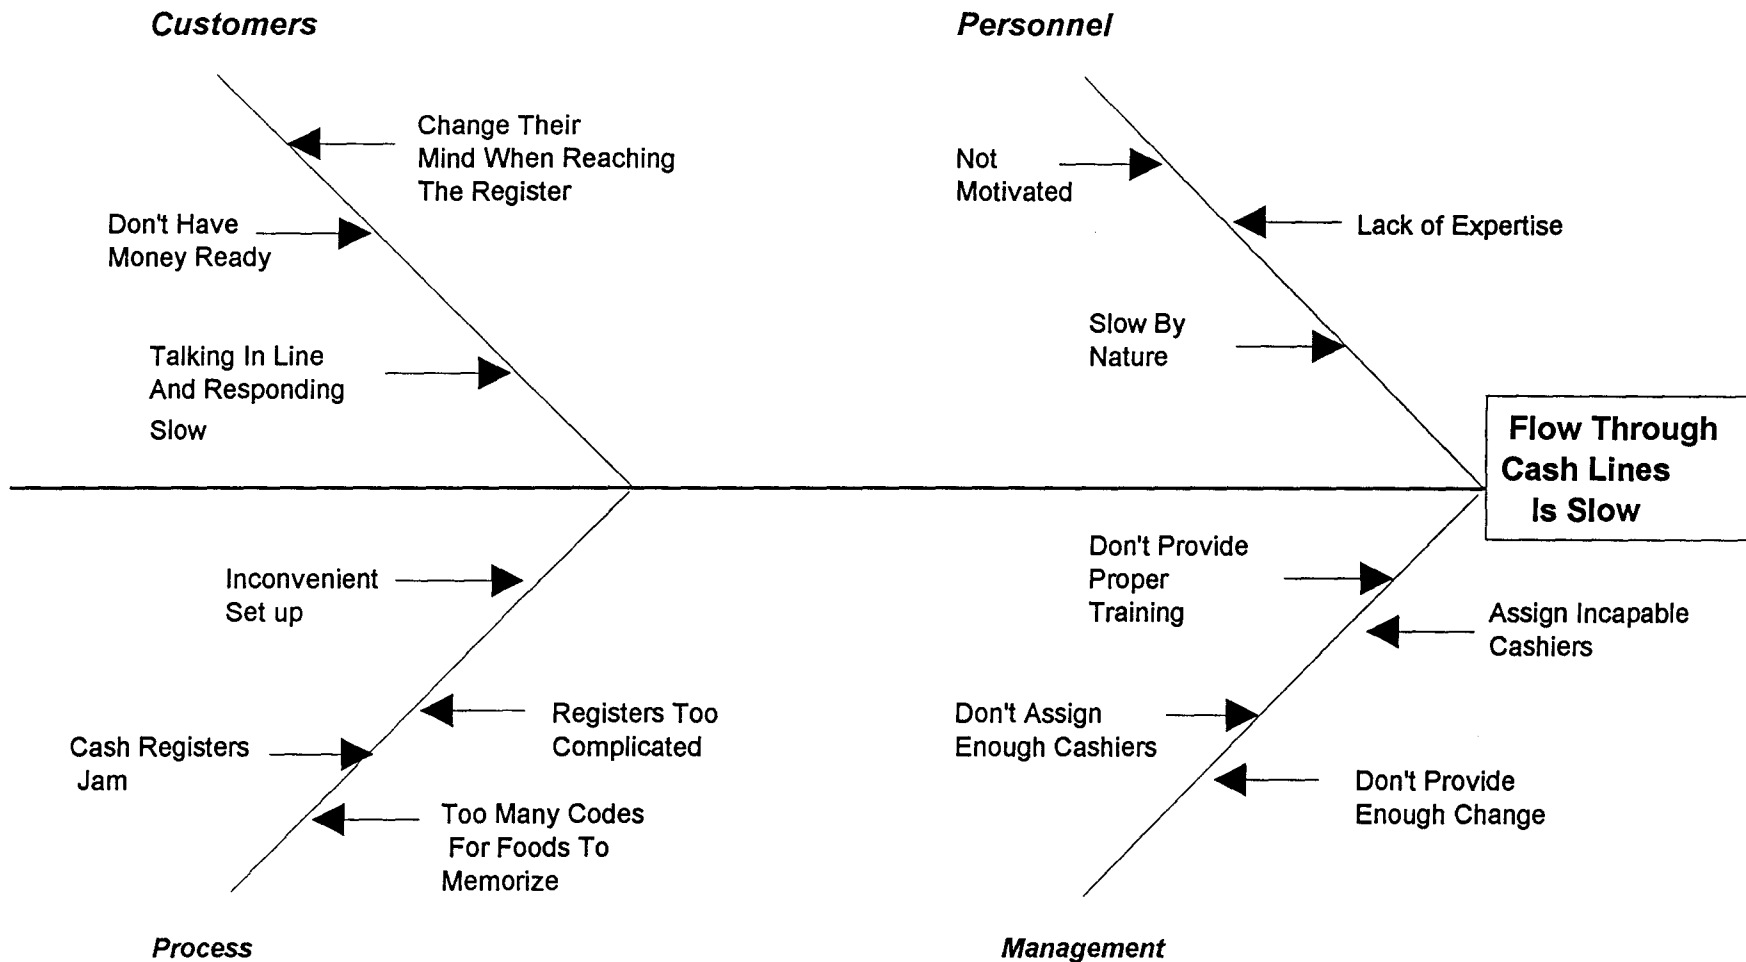 Customers
Personnel
Change Their
Mind When Reaching
The Register
Don't Have
Money Ready
Talking In Line
And Responding
Slow
Not
Motivated
Lack of Expertise
Slow By
Nature
Flow Through
Cash Lines
Is Slow
Inconvenient
Set up
Registers Too
Complicated
Cash Registers
Jam
Too Many Codes
For Foods To
Memorize
Don't Provide
Proper
Training
Assign Incapable
Cashiers
Don't Assign
Enough Cashiers
Don't Provide
Enough Change
Process
Management